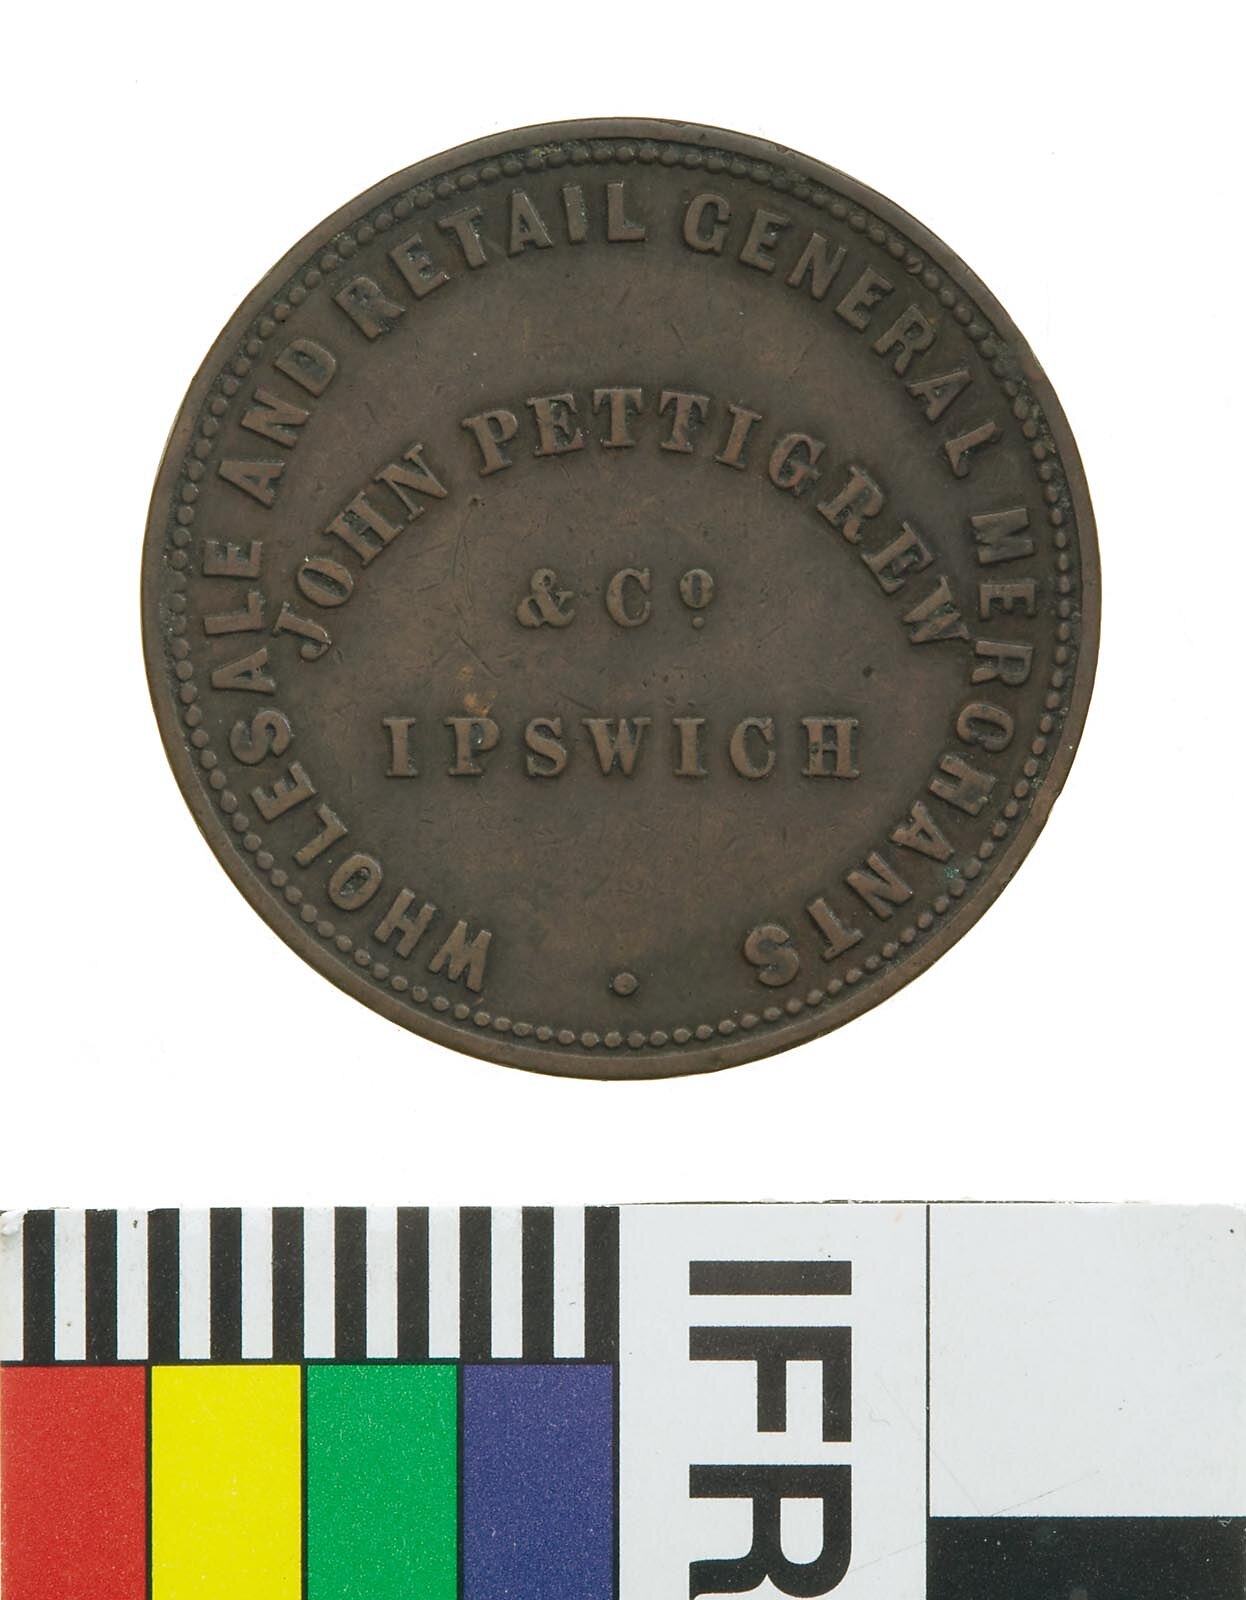 WHOLESALE AND RETAIL GENERAL MERCHANTS
JOHN PETTIGREW
& Co
IPSWICH
IFR